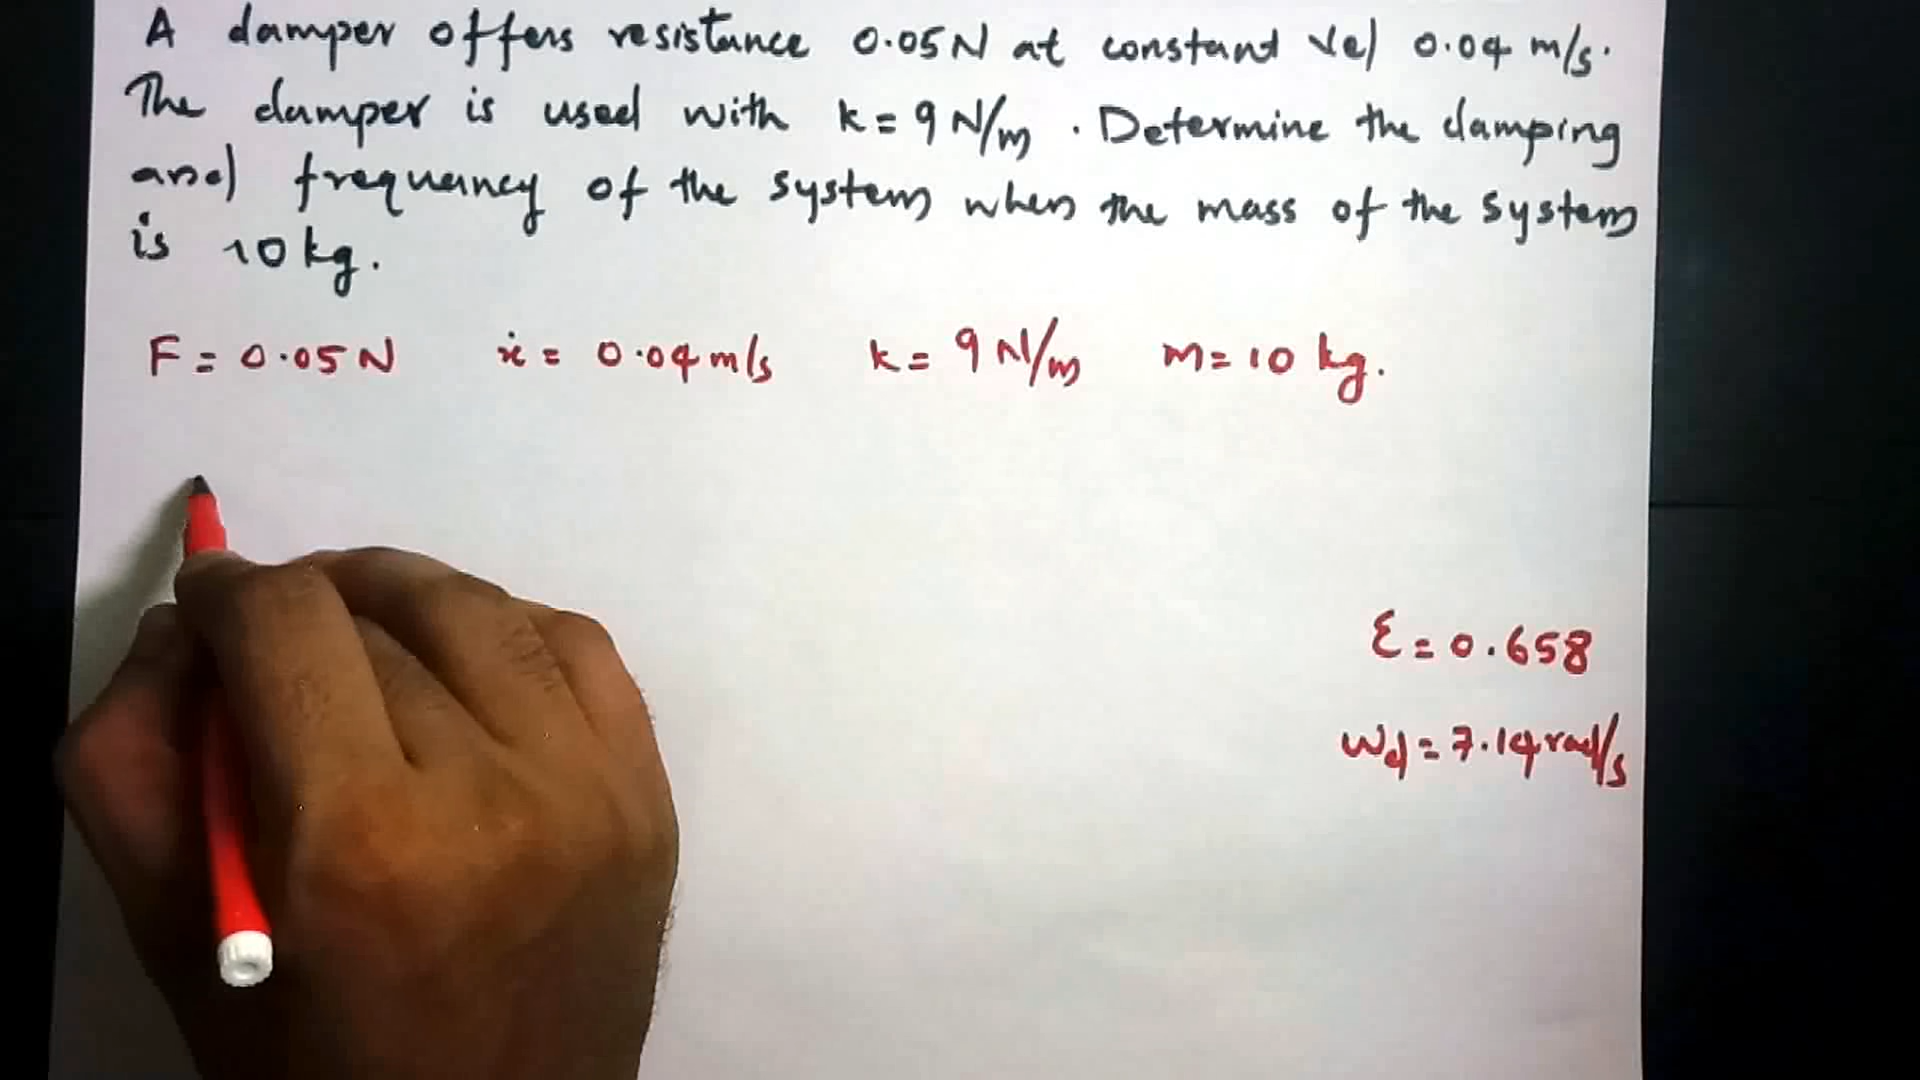 A damper offers resistance 0.05N at constant vel 0.04 m/s.
The damper is used with k = 9 N/m. Determine the damping
and frequency of the system when the mass of the system
is 10 kg.
F = 0.05 N ẋ = 0.04 m/s k = 9 N/m m = 10 kg.
ξ = 0.658
ωd = 7.14 rad/s